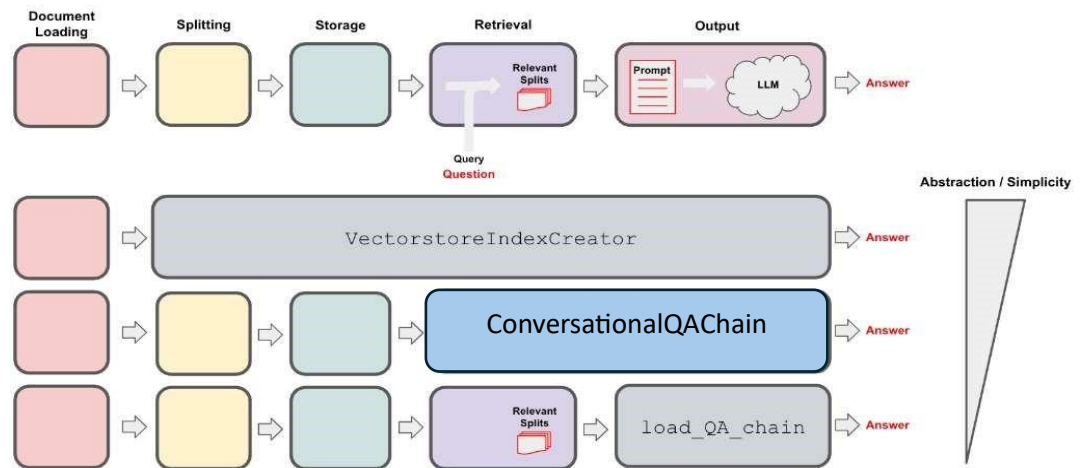 Document
Loading
Splitting
Storage
Retrieval
Output
Relevant
Splits
Prompt
LLM
Answer
Query
Question
Abstraction / Simplicity
VectorstoreIndexCreator
Answer
ConversationalQAChain
Answer
Relevant
Splits
load_QA_chain
Answer